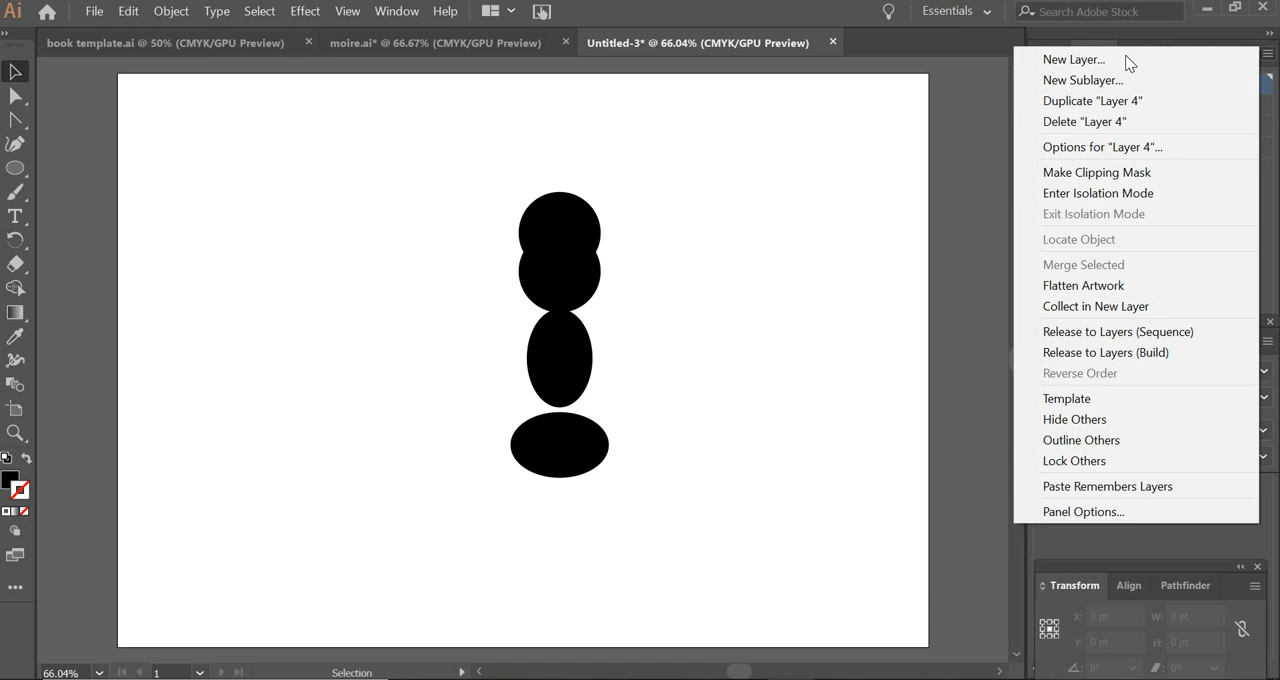 Ai File Edit Object Type Select Effect View Window Help Essentials Search Adobe Stock
book template.ai @ 50% (CMYK/GPU Preview) moire.ai* @ 66.67% (CMYK/GPU Preview) Untitled-3* @ 66.04% (CMYK/GPU Preview)
New Layer...
New Sublayer...
Duplicate "Layer 4"
Delete "Layer 4"
Options for "Layer 4"...
Make Clipping Mask
Enter Isolation Mode
Exit Isolation Mode
Locate Object
Merge Selected
Flatten Artwork
Collect in New Layer
Release to Layers (Sequence)
Release to Layers (Build)
Reverse Order
Template
Hide Others
Outline Others
Lock Others
Paste Remembers Layers
Panel Options...
Transform Align Pathfinder
X: 0 pt W: 0 pt
Y: 0 pt H: 0 pt
0° 0°
66.04% 1 Selection